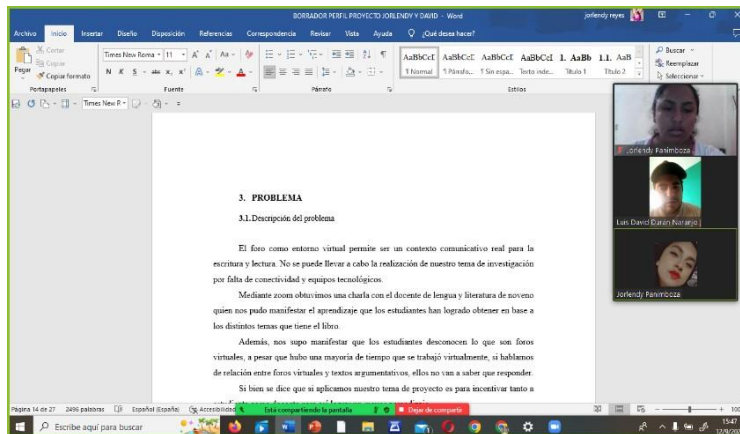 BORRADOR PERFIL PROYECTO JORLENDY Y DAVID - Word
jorlendy reyes
Archivo Inicio Insertar Diseño Disposición Referencias Correspondencia Revisar Vista Ayuda ¿Qué desea hacer?
Cortar
Copiar
Pegar
Copiar formato
Times New Roma 11
N K S
AaBbCcI AaBbCcI AaBbCcI AaBbCcI 1. AaBb 1.1. AaB
¶ Normal ¶ Párrafo... ¶ Sin espa... Texto inde... Título 1 Título 2
Buscar
Reemplazar
Seleccionar
Portapapeles Fuente Párrafo Estilos
Times New R
3. PROBLEMA
3.1. Descripción del problema
El foro como entorno virtual permite ser un contexto comunicativo real para la
escritura y lectura. No se puede llevar a cabo la realización de nuestro tema de investigación
por falta de conectividad y equipos tecnológicos.
Mediante zoom obtuvimos una charla con el docente de lengua y literatura de noveno
quien nos pudo manifestar el aprendizaje que los estudiantes han logrado obtener en base a
los distintos temas que tiene el libro.
Además, nos supo manifestar que los estudiantes desconocen lo que son foros
virtuales, a pesar que hubo una mayoría de tiempo que se trabajó virtualmente, si hablamos
de relación entre foros virtuales y textos argumentativos, ellos no van a saber que responder.
Si bien se dice que si aplicamos nuestro tema de proyecto es para incentivar tanto a
Jorlendy Panimboza
Luis David Duran Naranjo
Jorlendy Panimboza
Página 14 de 27 2496 palabras Español (España) Accesibilidad
Está compartiendo la pantalla
Dejar de compartir
Escribe aquí para buscar
15:47